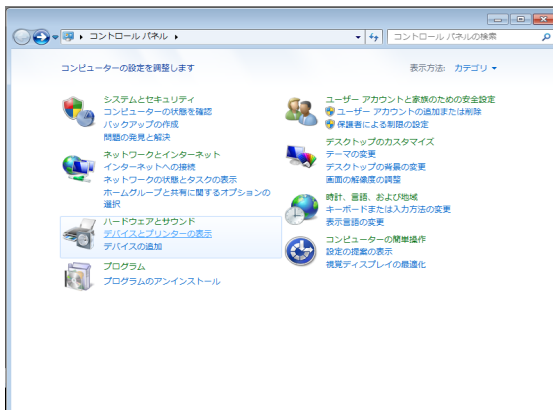 コントロール パネル
コントロール パネルの検索
コンピューターの設定を調整します
表示方法: カテゴリ
システムとセキュリティ
コンピューターの状態を確認
バックアップの作成
問題の発見と解決
ネットワークとインターネット
インターネットへの接続
ネットワークの状態とタスクの表示
ホームグループと共有に関するオプションの
選択
ハードウェアとサウンド
デバイスとプリンターの表示
デバイスの追加
プログラム
プログラムのアンインストール
ユーザー アカウントと家族のための安全設定
ユーザー アカウントの追加または削除
保護者による制限の設定
デスクトップのカスタマイズ
テーマの変更
デスクトップの背景の変更
画面の解像度の調整
時計、言語、および地域
キーボードまたは入力方法の変更
表示言語の変更
コンピューターの簡単操作
設定の提案の表示
視覚ディスプレイの最適化